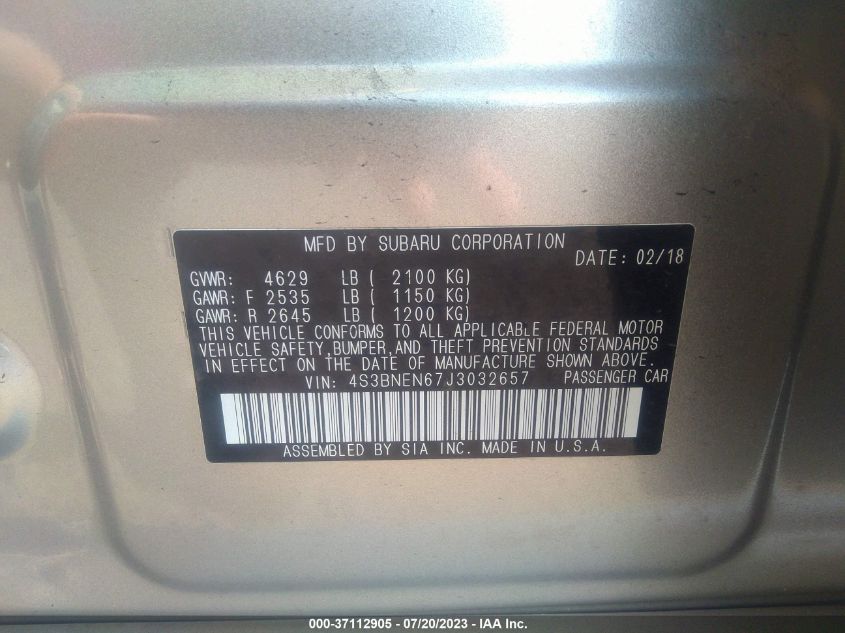 MFD BY SUBARU CORPORATION
DATE: 02/18
GVWR: 4629 LB ( 2100 KG)
GAWR: F 2535 LB ( 1150 KG)
GAWR: R 2645 LB ( 1200 KG)
THIS VEHICLE CONFORMS TO ALL APPLICABLE FEDERAL MOTOR
VEHICLE SAFETY,BUMPER,AND THEFT PREVENTION STANDARDS
IN EFFECT ON THE DATE OF MANUFACTURE SHOWN ABOVE.
VIN: 4S3BNEN67J3032657 PASSENGER CAR
ASSEMBLED BY SIA INC. MADE IN U.S.A.
000-37112905 - 07/20/2023 - IAA Inc.